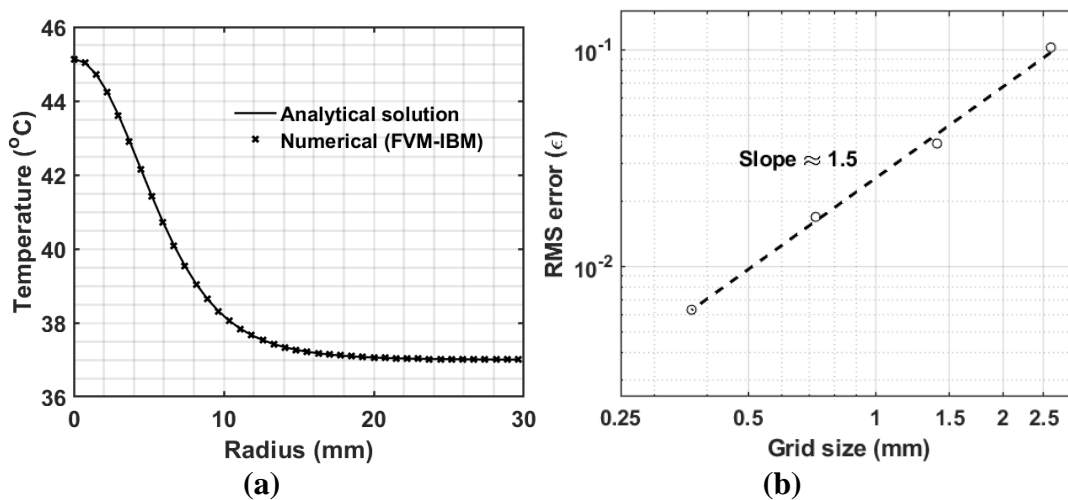 46
44
42
40
38
36
0
10
20
30
Temperature (°C)
Radius (mm)
Analytical solution
Numerical (FVM-IBM)
(a)
10^-1
10^-2
0.25
0.5
1
1.5
2
2.5
RMS error (ϵ)
Grid size (mm)
Slope ≈ 1.5
(b)